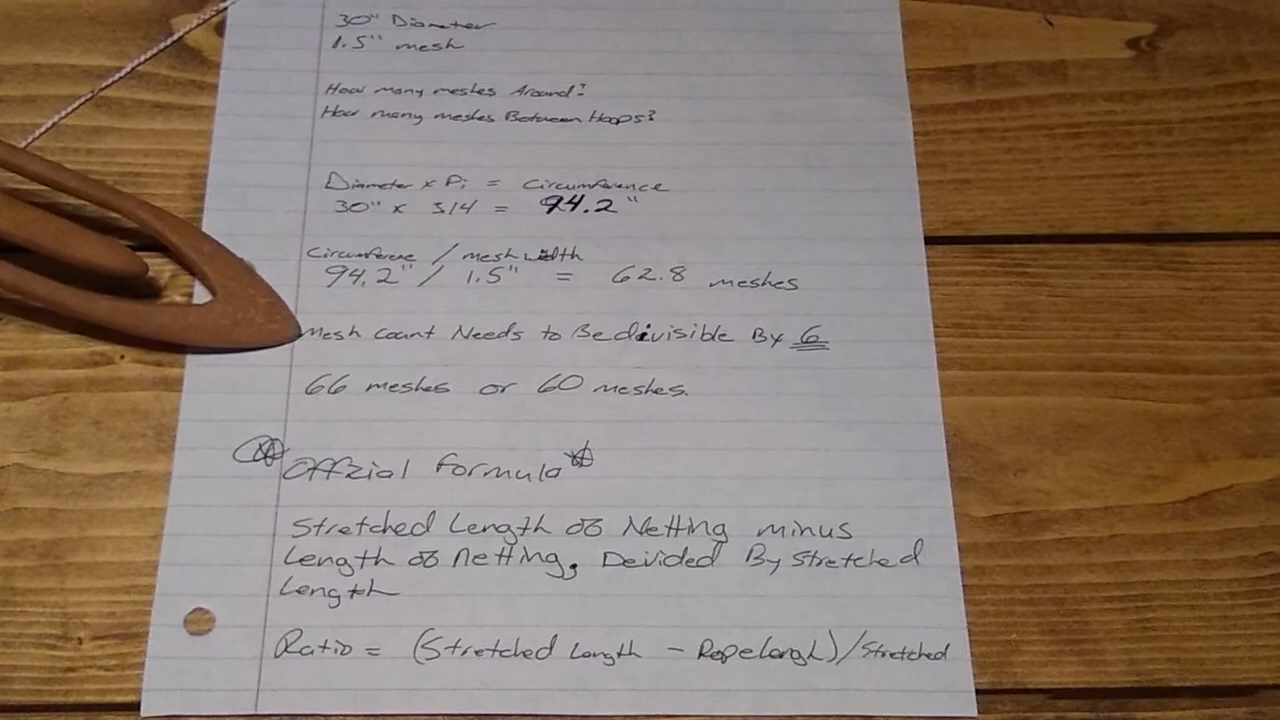 30" Diameter
1.5" mesh
How many meshes Around?
How many meshes Between Hoops?
Diameter x Pi = Circumference
30" x 3.14 = 94.2"
Circumference / mesh width
94.2" / 1.5" = 62.8 meshes
Mesh Count Needs to Be divisible By 6
66 meshes or 60 meshes.
Offzial formula
Stretched Length of Netting minus
Length of netting, Devided By Stretched
Length
Ratio = (Stretched Length - Rope length)/Stretched